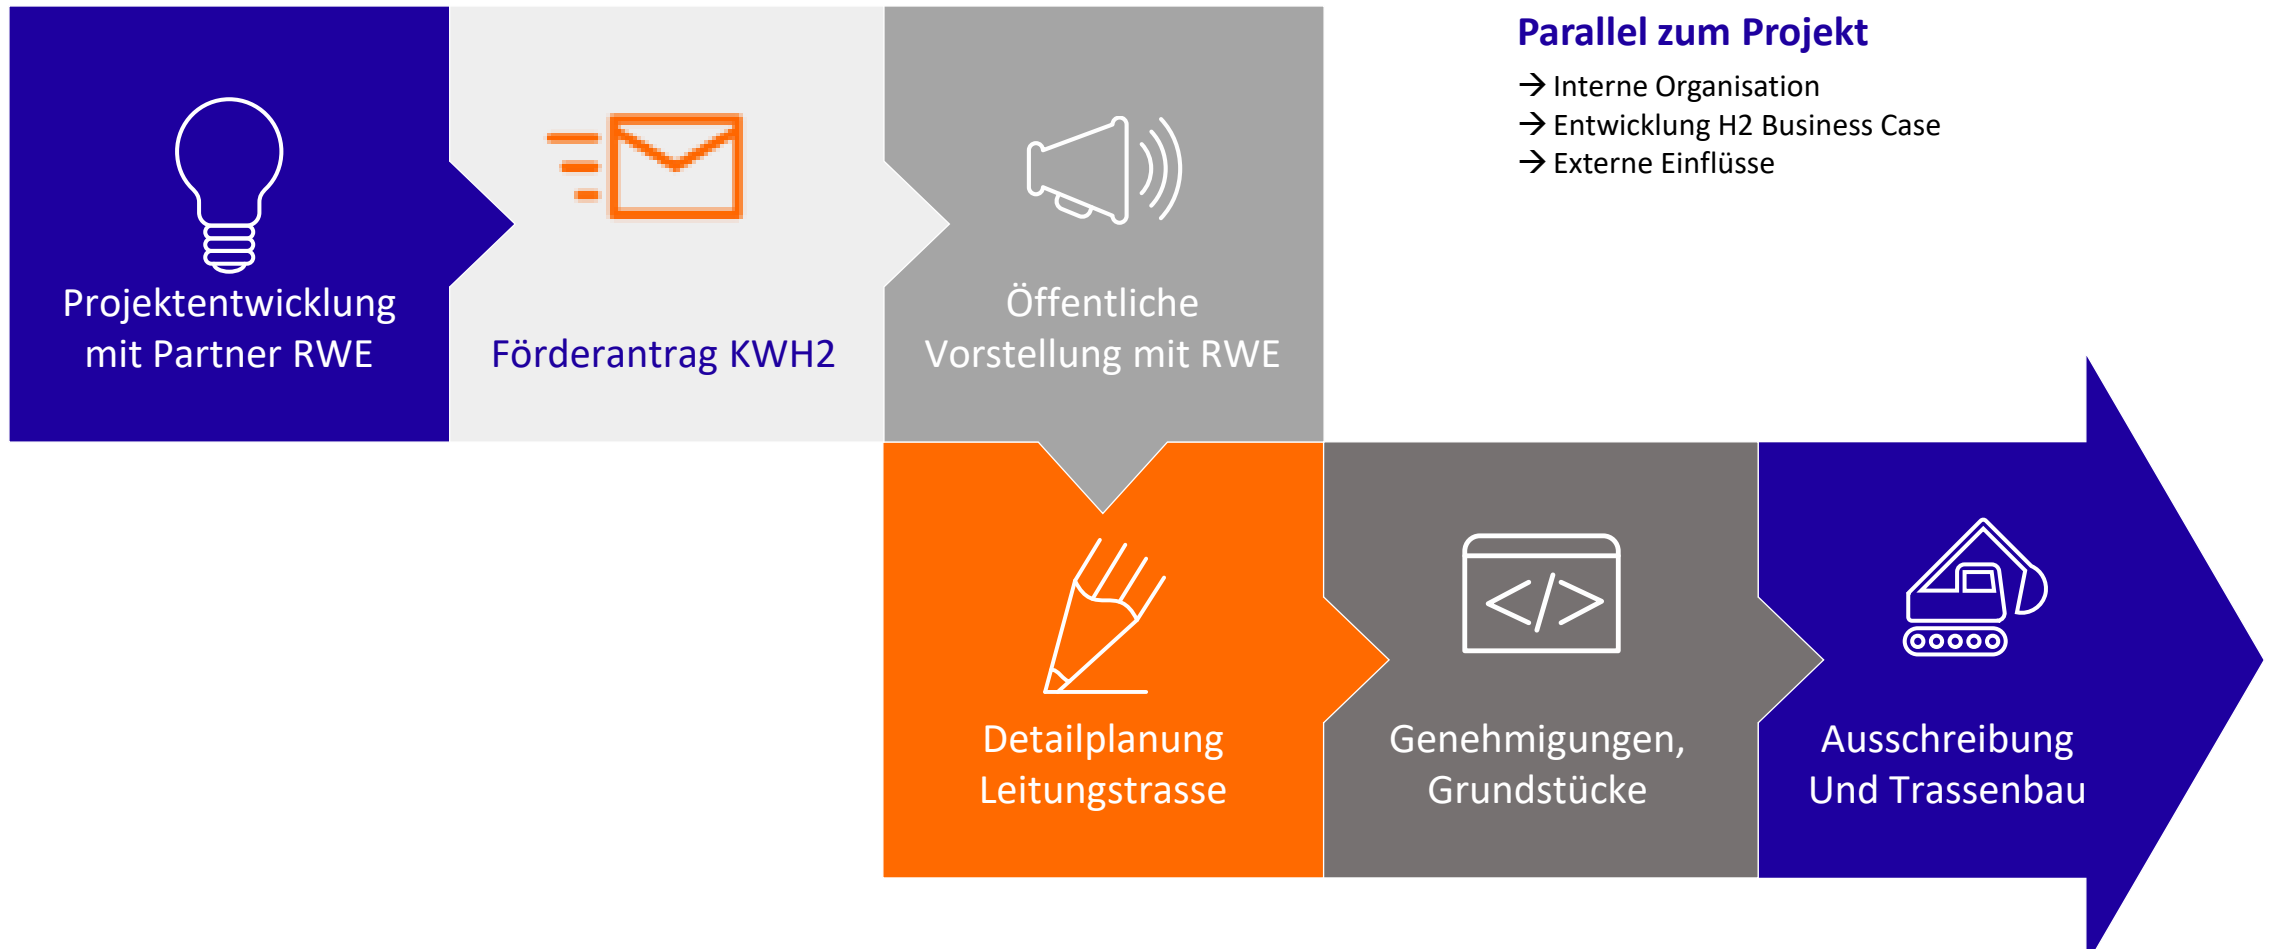 Projektentwicklung
mit Partner RWE
Förderantrag KWH2
Öffentliche
Vorstellung mit RWE
Parallel zum Projekt
→ Interne Organisation
→ Entwicklung H2 Business Case
→ Externe Einflüsse
Detailplanung
Leitungstrasse
</>
Genehmigungen,
Grundstücke
Ausschreibung
Und Trassenbau